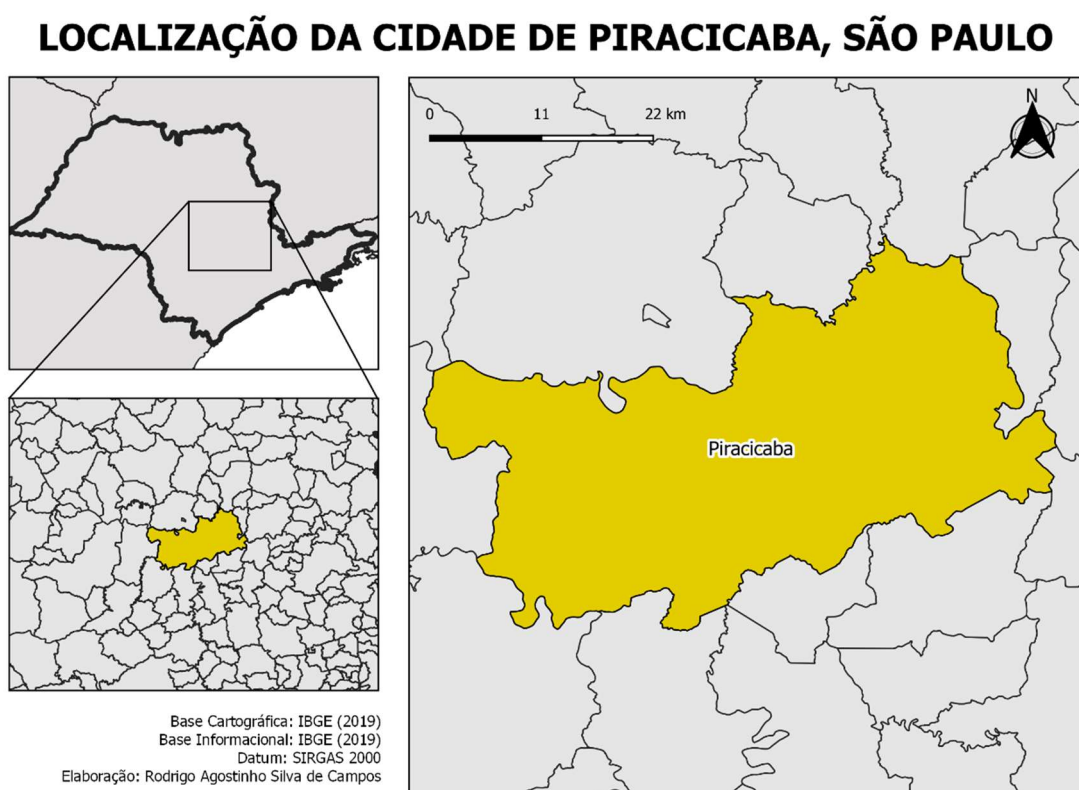 LOCALIZAÇÃO DA CIDADE DE PIRACICABA, SÃO PAULO
0 11 22 km
N
Piracicaba
Base Cartográfica: IBGE (2019)
Base Informacional: IBGE (2019)
Datum: SIRGAS 2000
Elaboração: Rodrigo Agostinho Silva de Campos